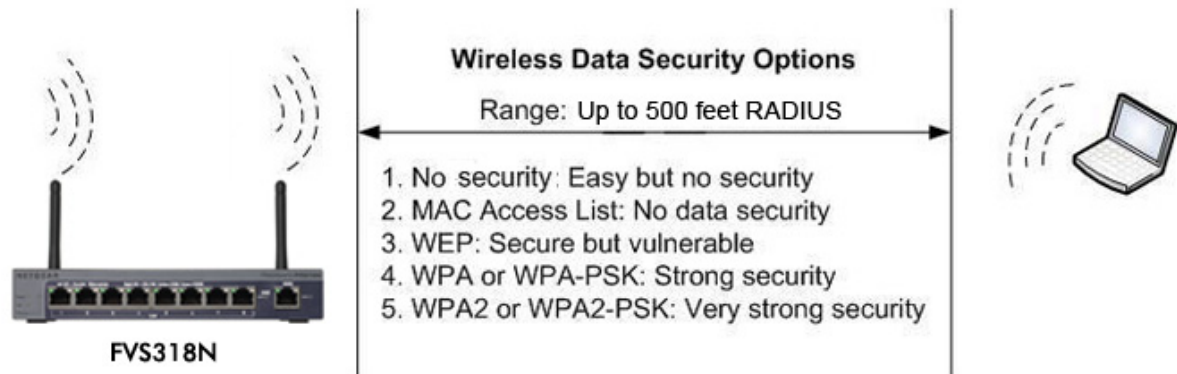 Wireless Data Security Options
Range: Up to 500 feet RADIUS
1. No security: Easy but no security
2. MAC Access List: No data security
3. WEP: Secure but vulnerable
4. WPA or WPA-PSK: Strong security
5. WPA2 or WPA2-PSK: Very strong security
NETGEAR
FVS318N